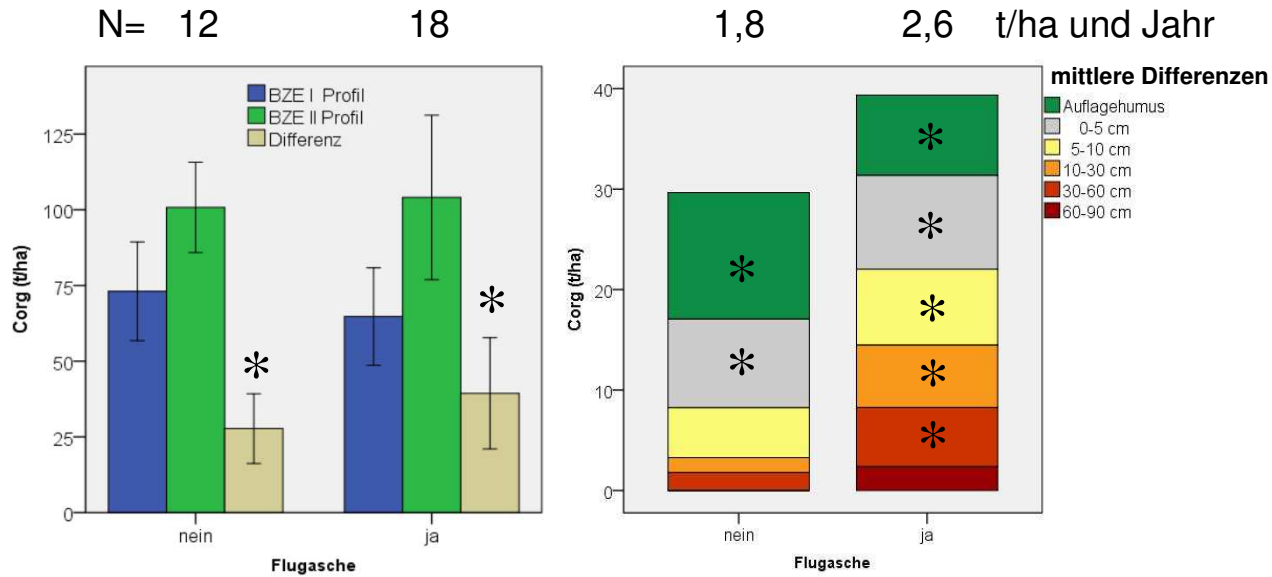 N= 12 18 1,8 2,6 t/ha und Jahr
BZE I Profil
BZE II Profil
Differenz
125
100
75
50
25
0
Corg (t/ha)
*
*
nein ja
Flugasche
mittlere Differenzen
Auflagehumus
0-5 cm
5-10 cm
10-30 cm
30-60 cm
60-90 cm
40
30
20
10
0
Corg (t/ha)
*
*
*
*
*
*
*
nein ja
Flugasche